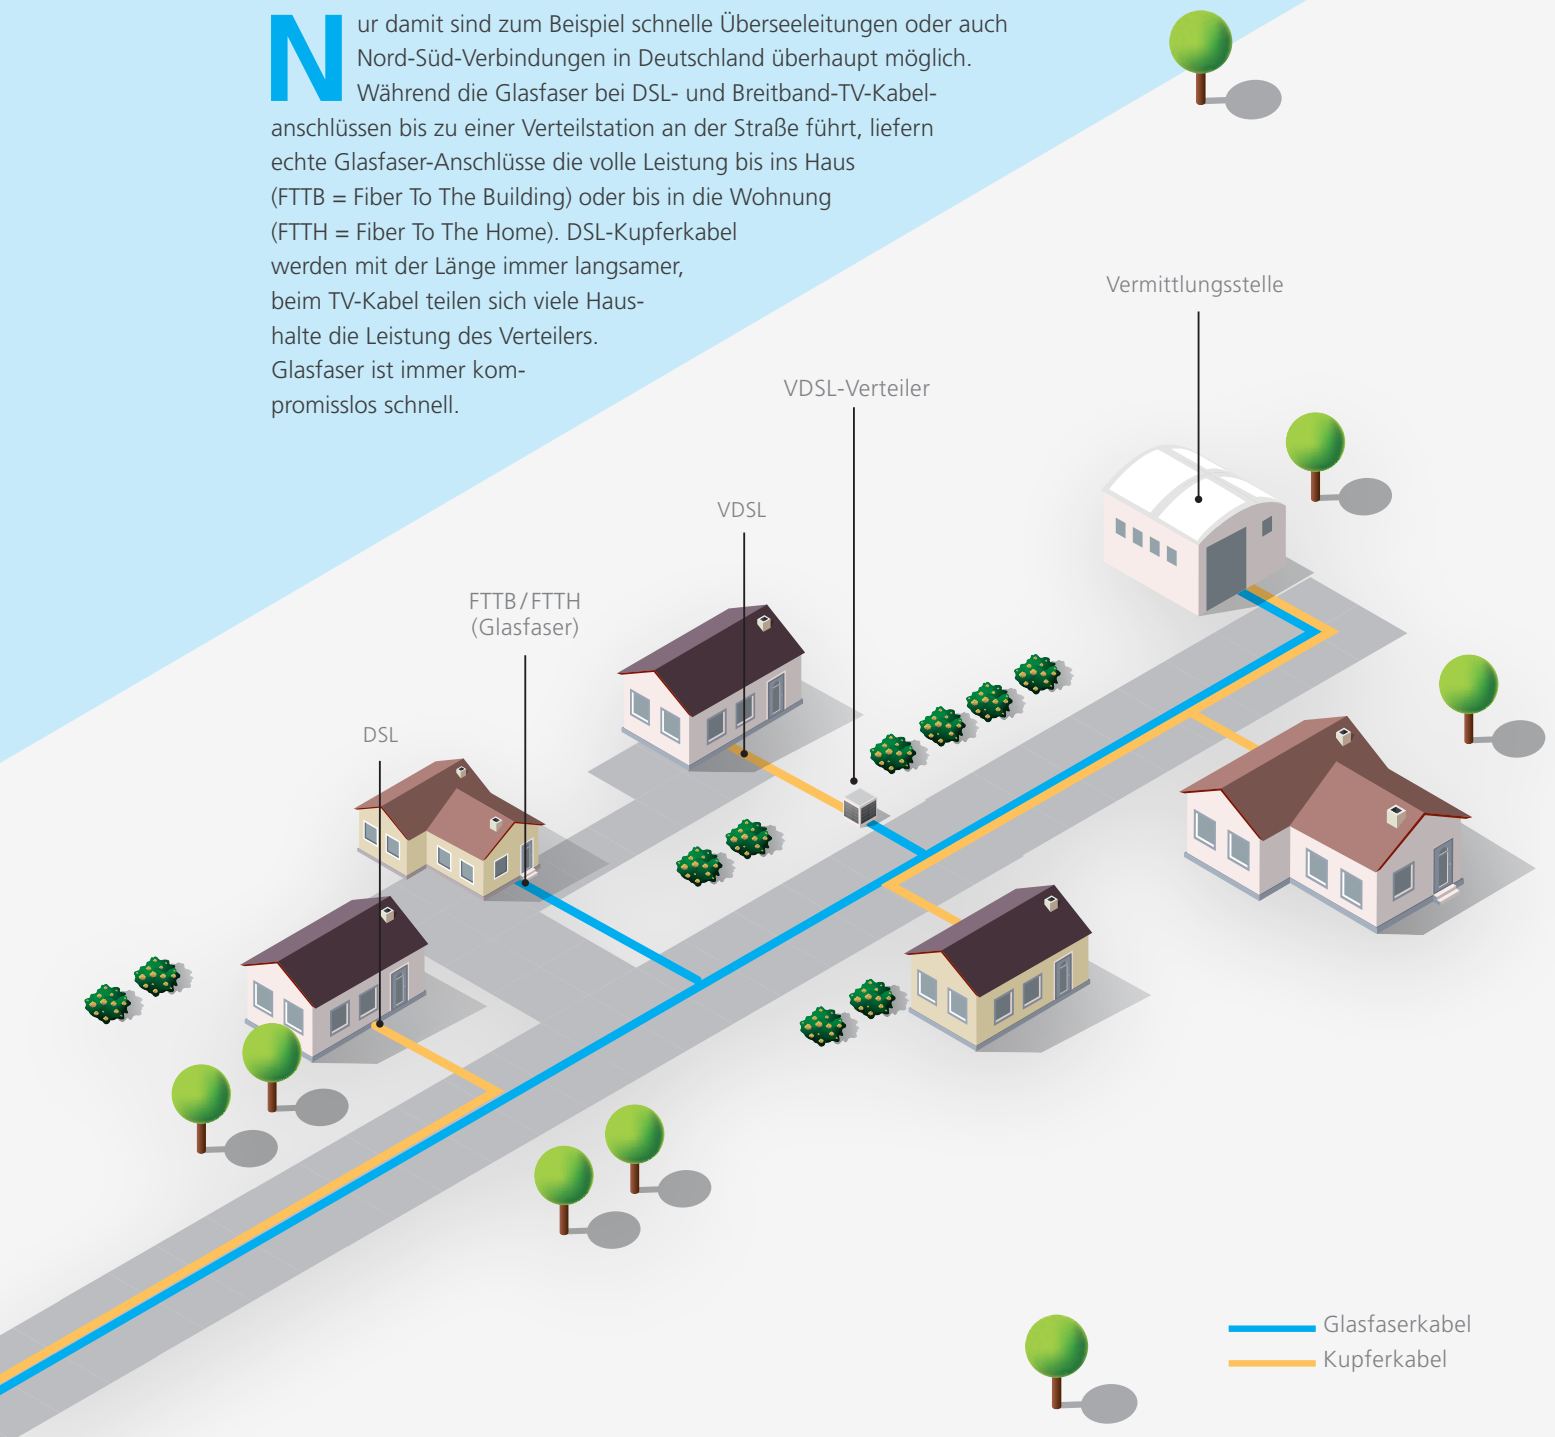 Nur damit sind zum Beispiel schnelle Überseeleitungen oder auch
Nord-Süd-Verbindungen in Deutschland überhaupt möglich.
Während die Glasfaser bei DSL- und Breitband-TV-Kabel-
anschlüssen bis zu einer Verteilstation an der Straße führt, liefern
echte Glasfaser-Anschlüsse die volle Leistung bis ins Haus
(FTTB = Fiber To The Building) oder bis in die Wohnung
(FTTH = Fiber To The Home). DSL-Kupferkabel
werden mit der Länge immer langsamer,
beim TV-Kabel teilen sich viele Haus-
halte die Leistung des Verteilers.
Glasfaser ist immer kom-
promisslos schnell.
Vermittlungsstelle
VDSL-Verteiler
VDSL
FTTB/FTTH
(Glasfaser)
DSL
Glasfaserkabel
Kupferkabel